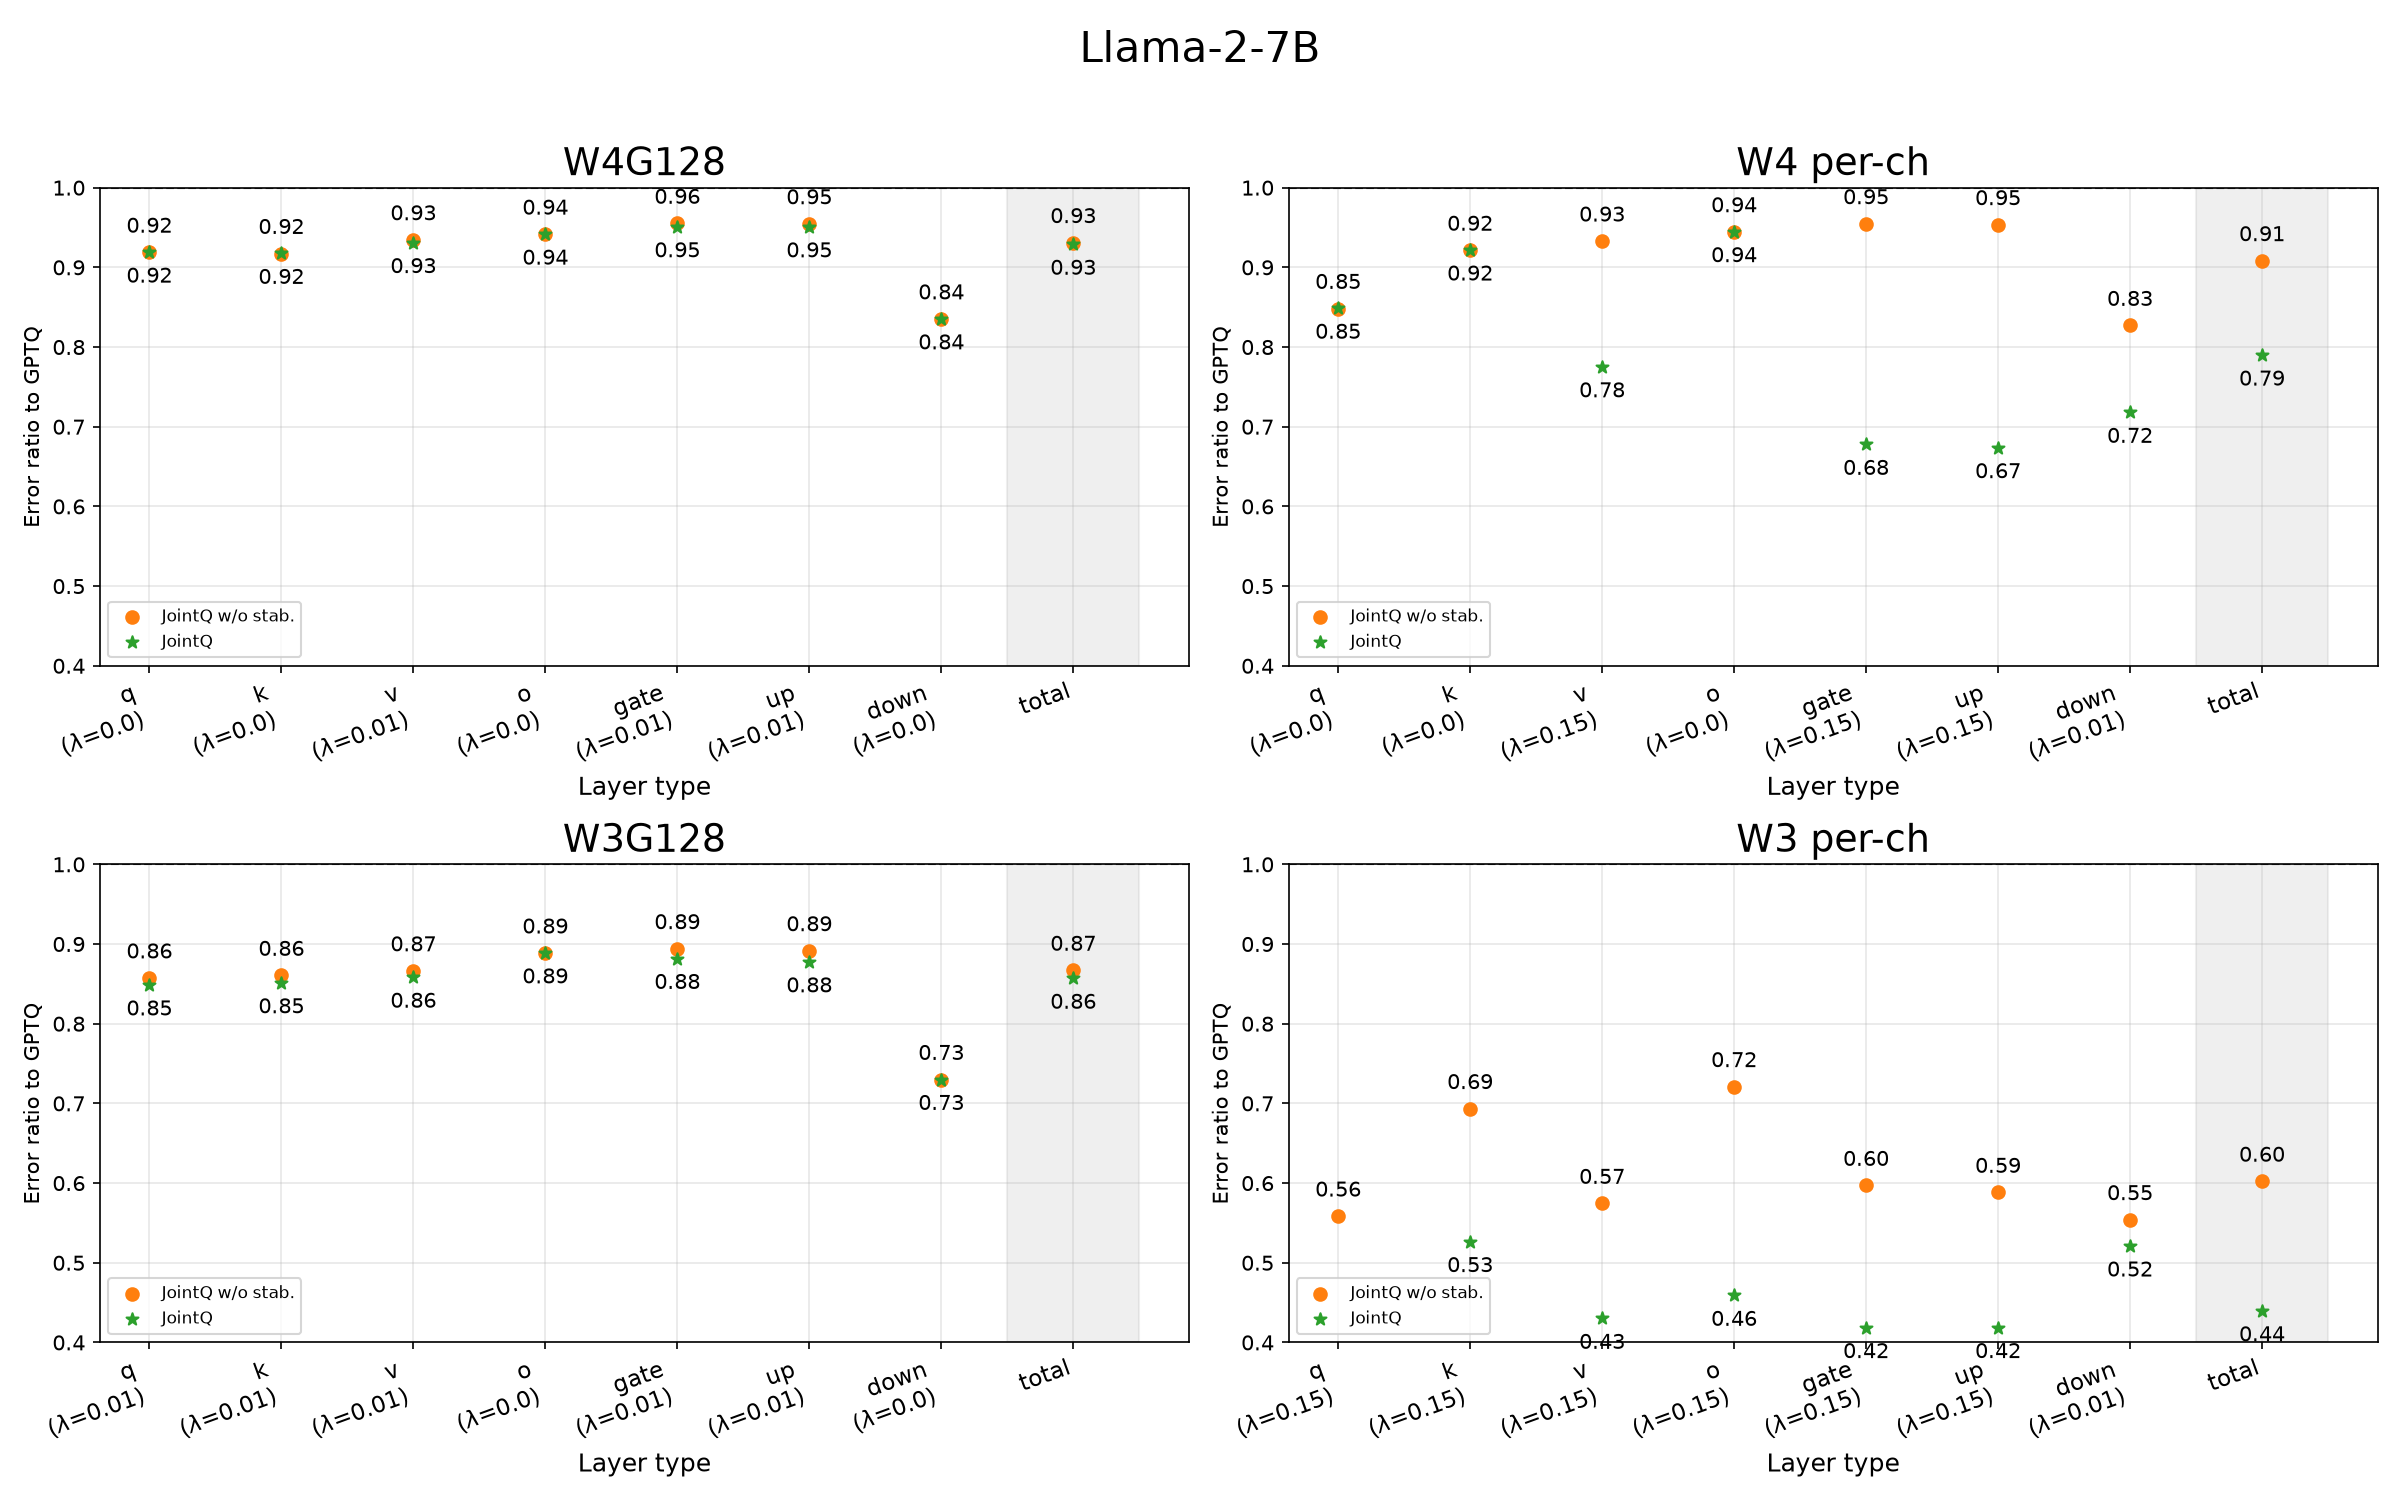 Llama-2-7B
W4G128
Error ratio to GPTQ
1.0
0.9
0.8
0.7
0.6
0.5
0.4
0.92 0.92 0.93 0.94 0.96 0.95 0.84 0.93
0.92 0.92 0.93 0.94 0.95 0.95 0.84 0.93
JointQ w/o stab.
JointQ
q k v o gate up down total
(λ=0.0) (λ=0.0) (λ=0.01) (λ=0.0) (λ=0.01) (λ=0.01) (λ=0.0)
Layer type
W4 per-ch
Error ratio to GPTQ
1.0
0.9
0.8
0.7
0.6
0.5
0.4
0.85 0.92 0.93 0.94 0.95 0.95 0.83 0.91
0.85 0.92 0.78 0.94 0.68 0.67 0.72 0.79
JointQ w/o stab.
JointQ
q k v o gate up down total
(λ=0.0) (λ=0.0) (λ=0.15) (λ=0.0) (λ=0.15) (λ=0.15) (λ=0.01)
Layer type
W3G128
Error ratio to GPTQ
1.0
0.9
0.8
0.7
0.6
0.5
0.4
0.86 0.86 0.87 0.89 0.89 0.89 0.73 0.87
0.85 0.85 0.86 0.89 0.88 0.88 0.73 0.86
JointQ w/o stab.
JointQ
q k v o gate up down total
(λ=0.01) (λ=0.01) (λ=0.01) (λ=0.0) (λ=0.01) (λ=0.01) (λ=0.0)
Layer type
W3 per-ch
Error ratio to GPTQ
1.0
0.9
0.8
0.7
0.6
0.5
0.4
0.56 0.69 0.57 0.72 0.60 0.59 0.55 0.60
0.53 0.43 0.46 0.42 0.42 0.52 0.44
JointQ w/o stab.
JointQ
q k v o gate up down total
(λ=0.15) (λ=0.15) (λ=0.15) (λ=0.15) (λ=0.15) (λ=0.15) (λ=0.01)
Layer type